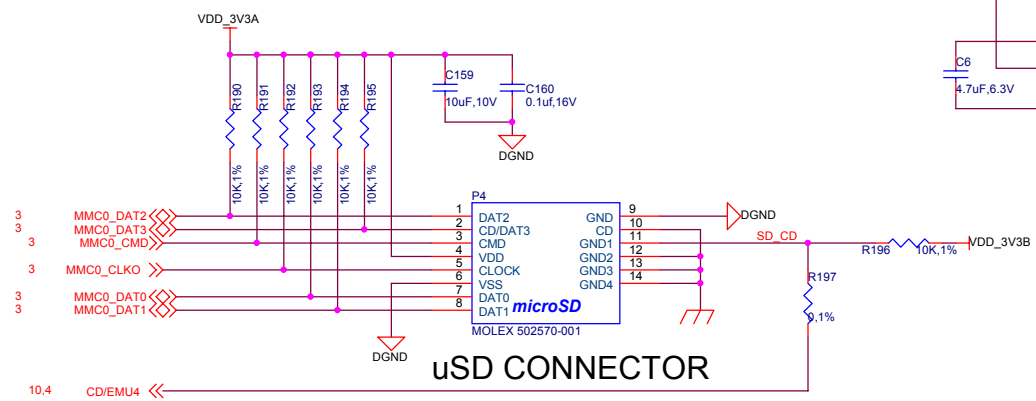 VDD_3V3A
C159
10uF,10V
C160
0.1uf,16V
C6
4.7uF,6.3V
R190
R191
R192
R193
R194
R195
10K,1%
10K,1%
10K,1%
10K,1%
10K,1%
10K,1%
DGND
P4
3 MMC0_DAT2 1 DAT2 GND 9 DGND
3 MMC0_DAT3 2 CD/DAT3 CD 10
3 MMC0_CMD 3 CMD GND1 11 SD_CD
4 VDD GND2 12
3 MMC0_CLKO 5 CLOCK GND3 13
6 VSS GND4 14
3 MMC0_DAT0 7 DAT0
3 MMC0_DAT1 8 DAT1
microSD
MOLEX 502570-001
R196 10K,1% VDD_3V3B
R197
0,1%
DGND
uSD CONNECTOR
10,4 CD/EMU4